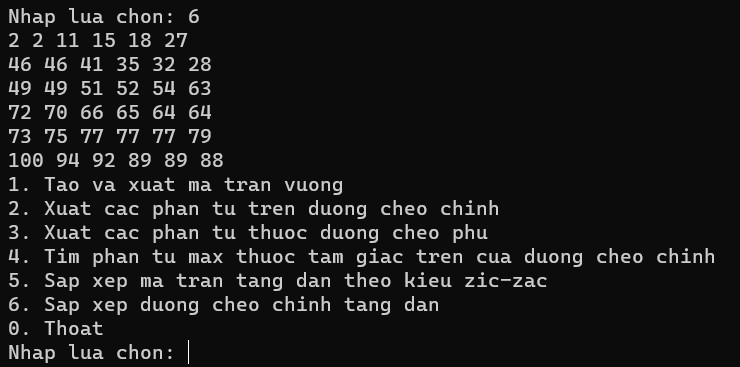 Nhap lua chon: 6
2 2 11 15 18 27
46 46 41 35 32 28
49 49 51 52 54 63
72 70 66 65 64 64
73 75 77 77 77 79
100 94 92 89 89 88
1. Tao va xuat ma tran vuong
2. Xuat cac phan tu tren duong cheo chinh
3. Xuat cac phan tu thuoc duong cheo phu
4. Tim phan tu max thuoc tam giac tren cua duong cheo chinh
5. Sap xep ma tran tang dan theo kieu zic-zac
6. Sap xep duong cheo chinh tang dan
0. Thoat
Nhap lua chon: